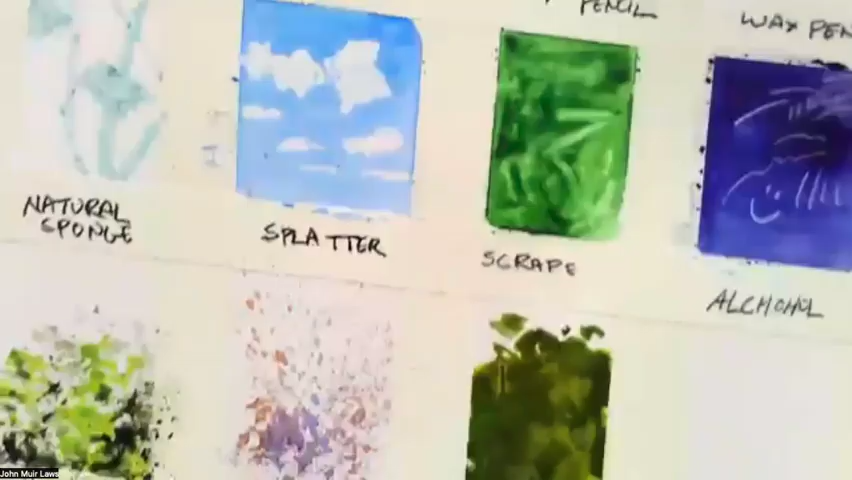 PENCIL
WAX PEN
NATURAL
SPONGE
SPLATTER
SCRAPE
ALCHOHOL
John Muir Laws